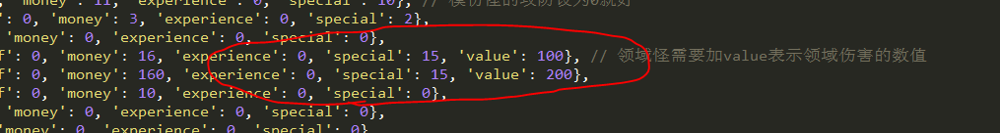 'money': 11, 'experience': 0, 'special': 10}, // 模仿怪的攻防设为0就好
': 0, 'money': 3, 'experience': 0, 'special': 2},
'money': 0, 'experience': 0, 'special': 0},
f': 0, 'money': 16, 'experience': 0, 'special': 15, 'value': 100}, // 领域怪需要加value表示领域伤害的数值
f': 0, 'money': 160, 'experience': 0, 'special': 15, 'value': 200},
f': 0, 'money': 10, 'experience': 0, 'special': 0},
'money': 0, 'experience': 0, 'special': 0},
'money': 0, 'experience': 0, 'special': 0}